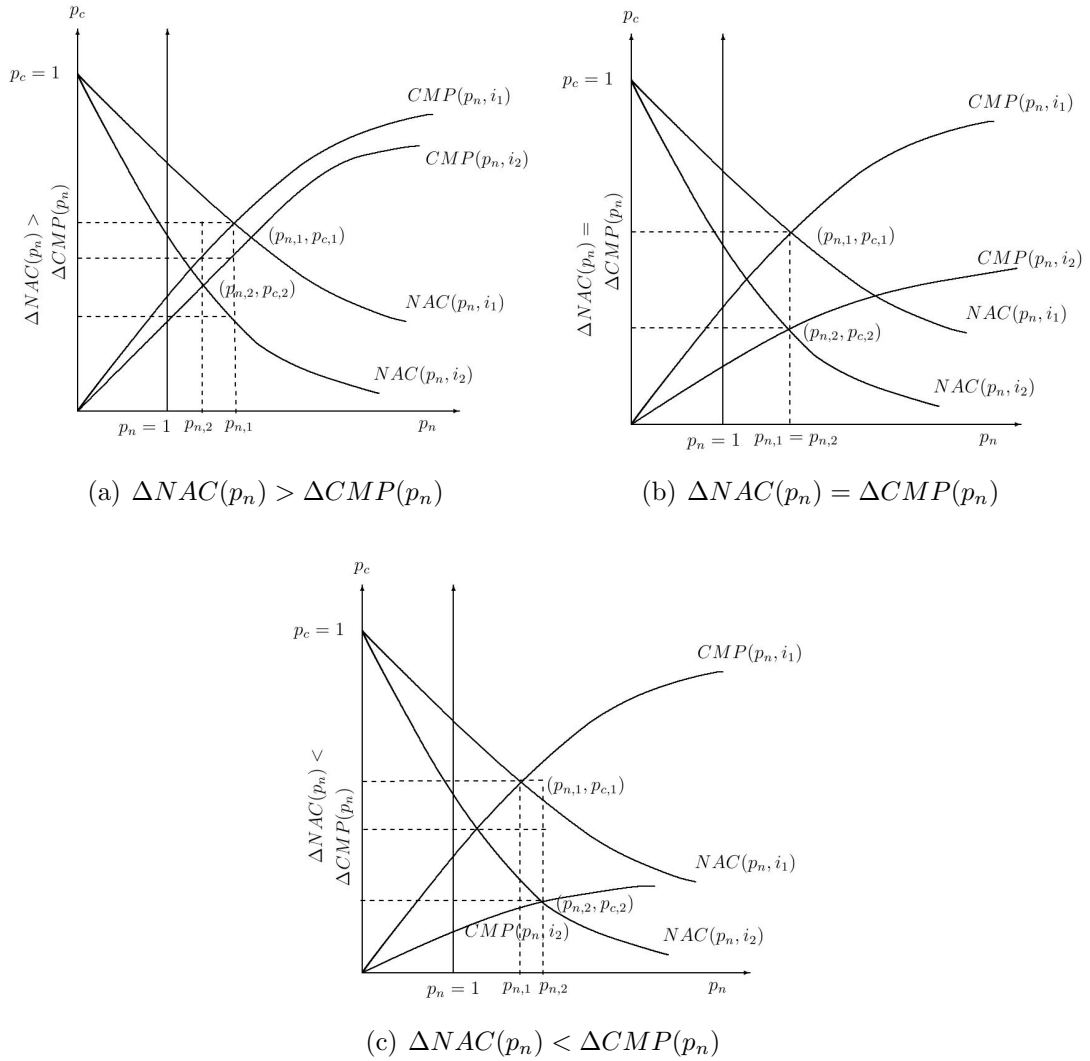 p_c
p_c = 1
CMP(p_n, i_1)
CMP(p_n, i_2)
ΔNAC(p_n) >
ΔCMP(p_n)
(p_{n,1}, p_{c,1})
(p_{n,2}, p_{c,2})
NAC(p_n, i_1)
NAC(p_n, i_2)
p_n = 1 p_{n,2} p_{n,1} p_n
(a) ΔNAC(p_n) > ΔCMP(p_n)
p_c
p_c = 1
CMP(p_n, i_1)
ΔNAC(p_n) =
ΔCMP(p_n)
(p_{n,1}, p_{c,1})
CMP(p_n, i_2)
NAC(p_n, i_1)
(p_{n,2}, p_{c,2})
NAC(p_n, i_2)
p_n = 1 p_{n,1} = p_{n,2} p_n
(b) ΔNAC(p_n) = ΔCMP(p_n)
p_c
p_c = 1
CMP(p_n, i_1)
ΔNAC(p_n) <
ΔCMP(p_n)
(p_{n,1}, p_{c,1})
NAC(p_n, i_1)
(p_{n,2}, p_{c,2})
CMP(p_n, i_2)
NAC(p_n, i_2)
p_n = 1 p_{n,1} p_{n,2} p_n
(c) ΔNAC(p_n) < ΔCMP(p_n)